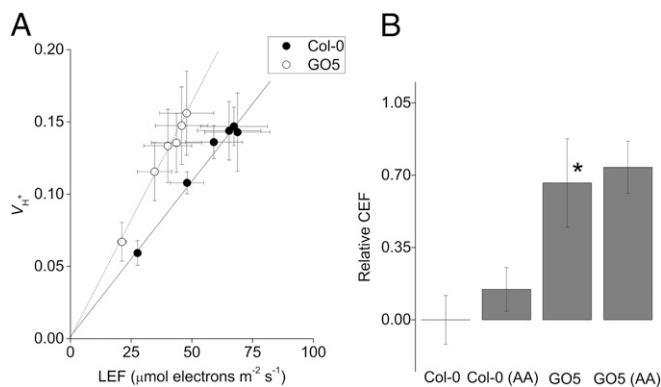 A
Col-0
GO5
0.20
0.15
0.10
0.05
0.00
V_H⁺
0 25 50 75 100
LEF (μmol electrons m⁻² s⁻¹)
B
1.05
0.70
0.35
0.00
Relative CEF
*
Col-0 Col-0 (AA) GO5 GO5 (AA)